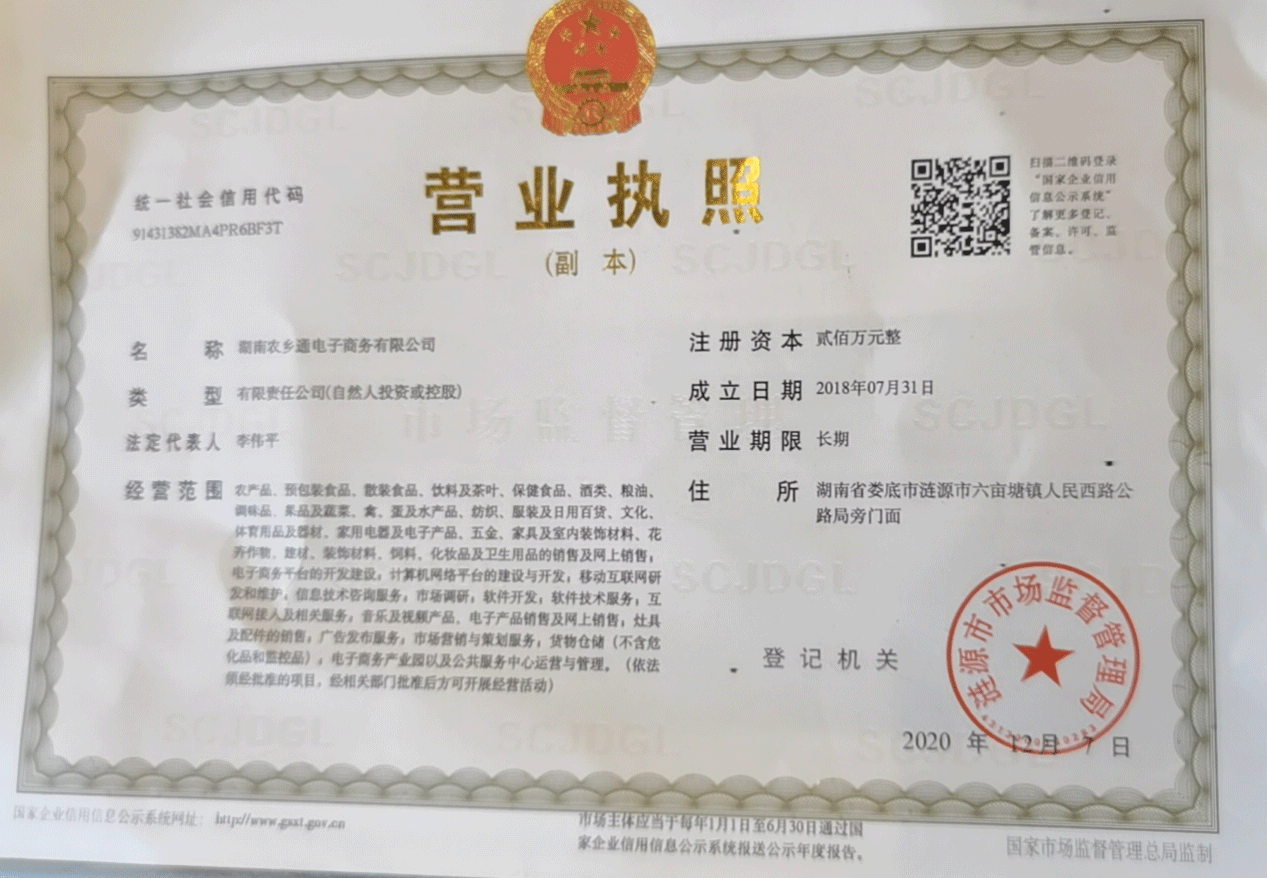 营业执照
(副 本)
统一社会信用代码
91431382MA4PR6BF3T
扫描二维码登录
“国家企业信用
信息公示系统”
了解更多登记、
备案、许可、监
管信息。
名 称 湖南农乡通电子商务有限公司
类 型 有限责任公司(自然人投资或控股)
法定代表人 李伟平
经营范围 农产品、预包装食品、散装食品、饮料及茶叶、保健食品、酒类、粮油、
调味品、果品及蔬菜、禽、蛋及水产品、纺织、服装及日用百货、文化、
体育用品及器材、家用电器及电子产品、五金、家具及室内装饰材料、花
卉作物、建材、装饰材料、饲料、化妆品及卫生用品的销售及网上销售；
电子商务平台的开发建设；计算机网络平台的建设与开发；移动互联网研
发和维护；信息技术咨询服务；市场调研；软件开发；软件技术服务；互
联网接入及相关服务；音乐及视频产品、电子产品销售及网上销售；灶具
及配件的销售；广告发布服务；市场营销与策划服务；货物仓储（不含危
化品和监控品）；电子商务产业园以及公共服务中心运营与管理。（依法
须经批准的项目，经相关部门批准后方可开展经营活动）
注册资本 贰佰万元整
成立日期 2018年07月31日
营业期限 长期
住 所 湖南省娄底市涟源市六亩塘镇人民西路公
路局旁门面
登记机关
涟源市市场监督管理局
2020 年 12月 7 日
国家企业信用信息公示系统网址： http://www.gsxt.gov.cn
市场主体应当于每年1月1日至6月30日通过国
家企业信用信息公示系统报送公示年度报告。
国家市场监督管理总局监制
SCJDGL
市场监督管理